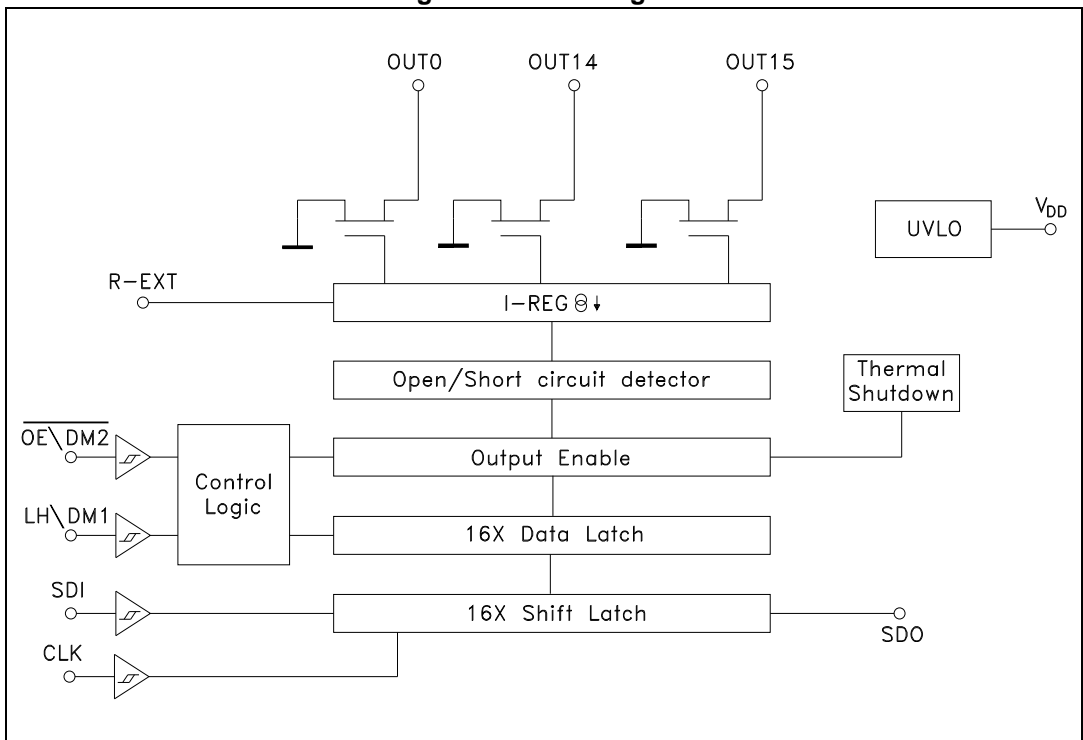 OUT0
OUT14
OUT15
UVLO
VDD
R-EXT
I-REG
Open/Short circuit detector
Thermal
Shutdown
OE\DM2
Output Enable
Control
Logic
LH\DM1
16X Data Latch
SDI
16X Shift Latch
SDO
CLK